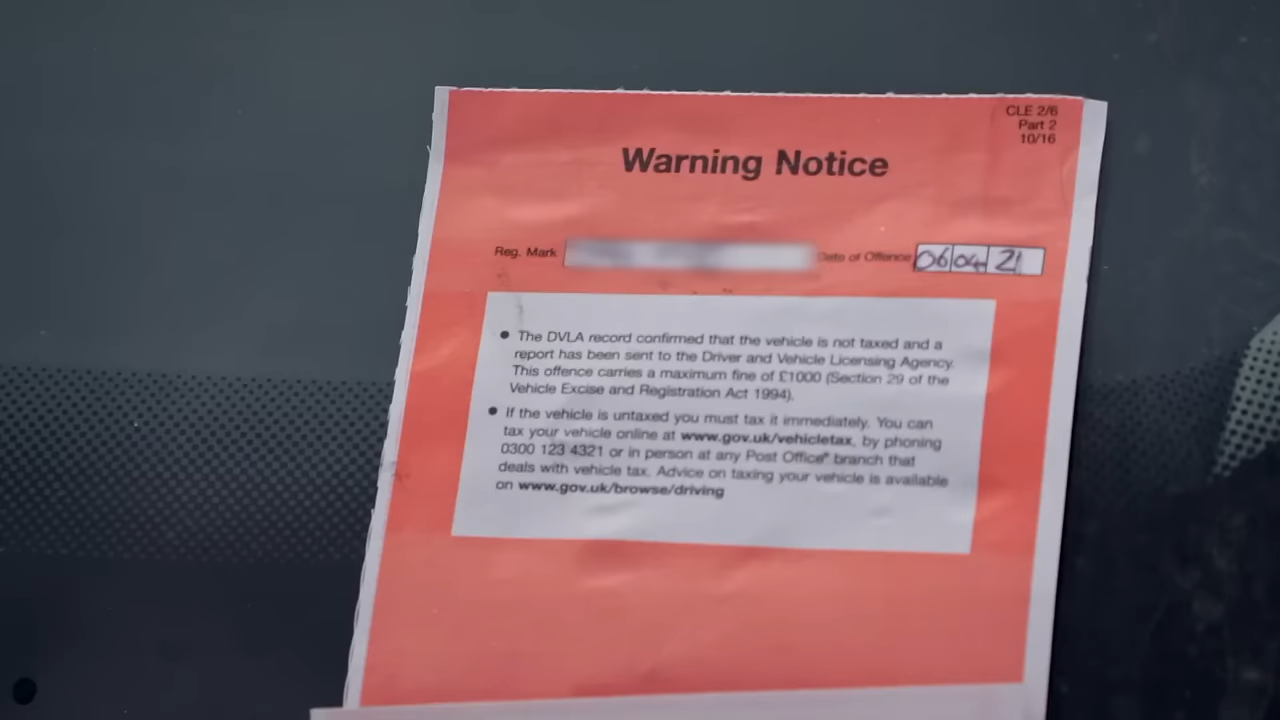 CLE 2/6
Part 2
10/16
Warning Notice
Reg. Mark Date of Offence 06 04 21
● The DVLA record confirmed that the vehicle is not taxed and a
report has been sent to the Driver and Vehicle Licensing Agency.
This offence carries a maximum fine of £1000 (Section 29 of the
Vehicle Excise and Registration Act 1994).
● If the vehicle is untaxed you must tax it immediately. You can
tax your vehicle online at www.gov.uk/vehicletax, by phoning
0300 123 4321 or in person at any Post Office® branch that
deals with vehicle tax. Advice on taxing your vehicle is available
on www.gov.uk/browse/driving